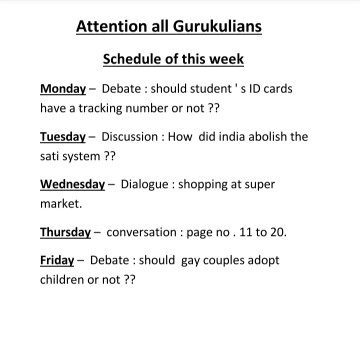 Attention all Gurukulians
Schedule of this week
Monday – Debate : should student ' s ID cards
have a tracking number or not ??
Tuesday – Discussion : How did india abolish the
sati system ??
Wednesday – Dialogue : shopping at super
market.
Thursday – conversation : page no . 11 to 20.
Friday – Debate : should gay couples adopt
children or not ??